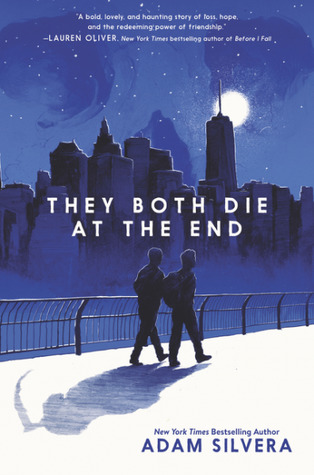 "A bold, lovely, and haunting story of loss, hope,
and the redeeming power of friendship."
—LAUREN OLIVER, New York Times bestselling author of Before I Fall
THEY BOTH DIE
AT THE END
New York Times Bestselling Author
ADAM SILVERA